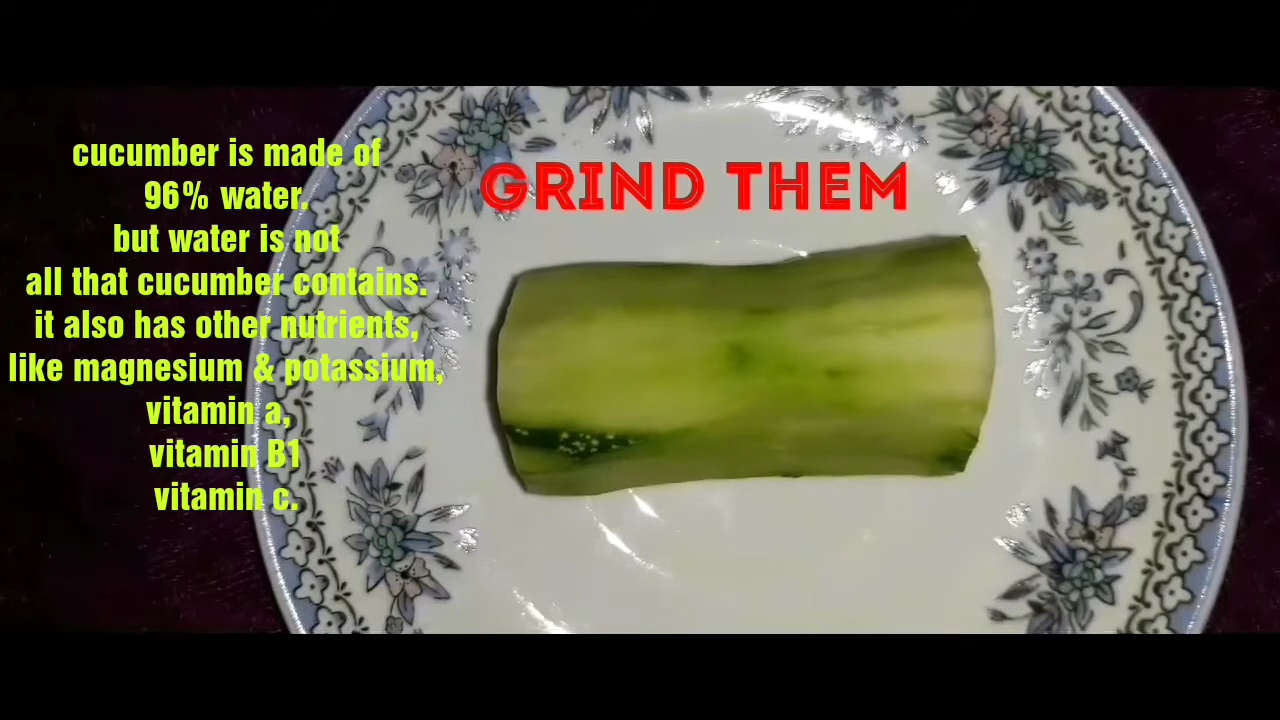 cucumber is made of
96% water.
but water is not
all that cucumber contains.
it also has other nutrients,
like magnesium & potassium,
vitamin a,
vitamin B1
vitamin c.
GRIND THEM